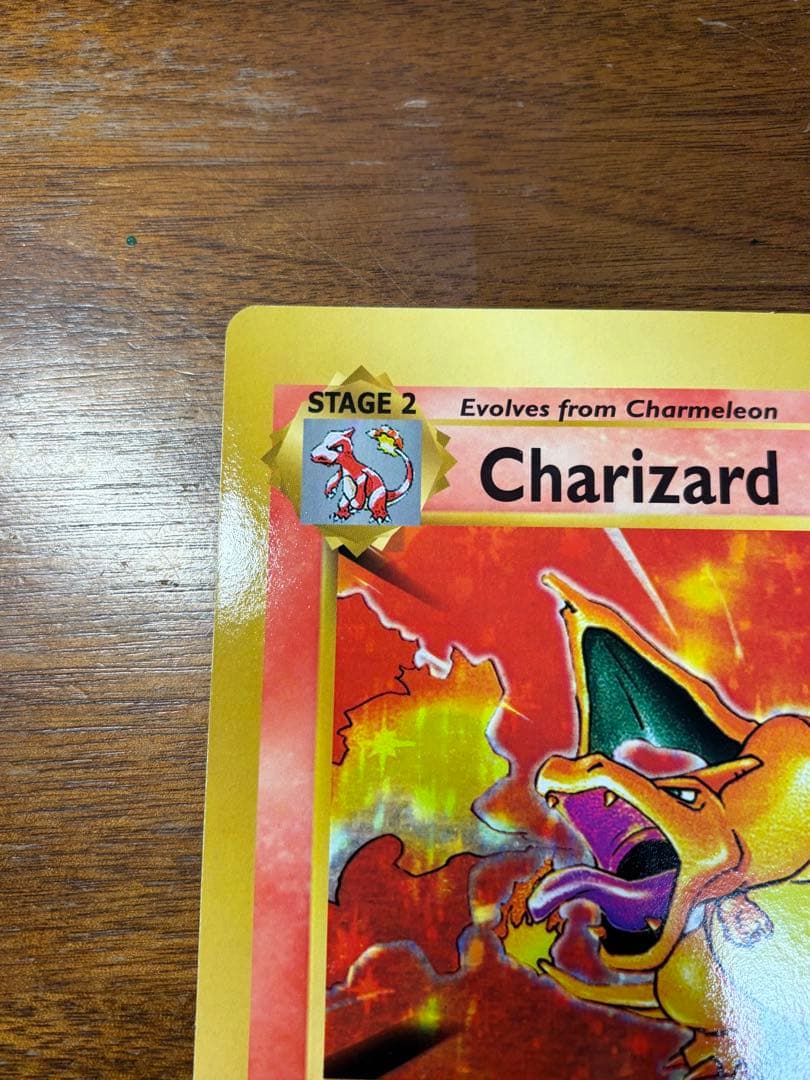 STAGE 2
Evolves from Charmeleon
Charizard